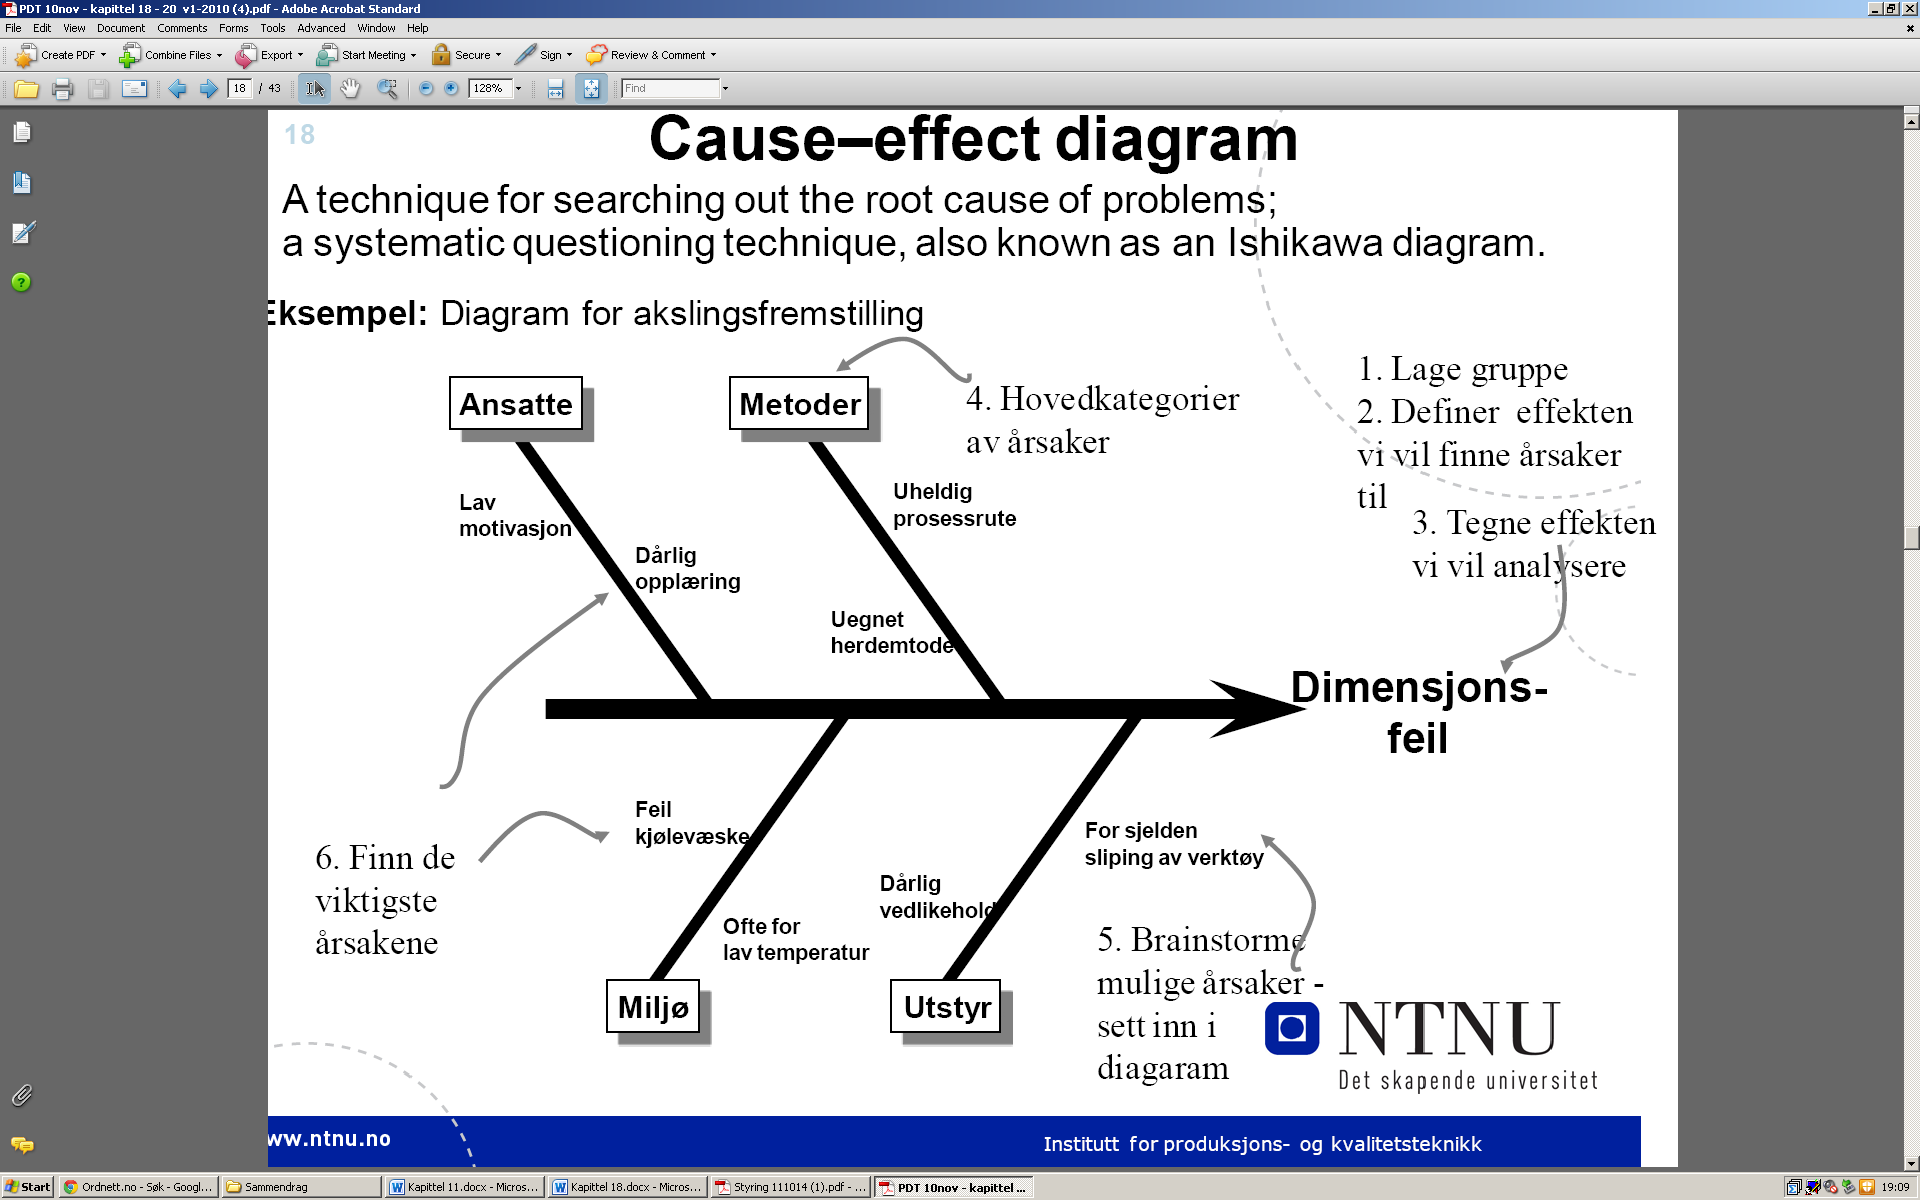 PDT 10nov - kapittel 18 - 20 v1-2010 (4).pdf - Adobe Acrobat Standard
File Edit View Document Comments Forms Tools Advanced Window Help
Create PDF Combine Files Export Start Meeting Secure Sign Review & Comment
18 / 43 128% Find
18
Cause–effect diagram
A technique for searching out the root cause of problems;
a systematic questioning technique, also known as an Ishikawa diagram.
Eksempel: Diagram for akslingsfremstilling
Ansatte
Metoder
4. Hovedkategorier
av årsaker
1. Lage gruppe
2. Definer effekten
vi vil finne årsaker
til
3. Tegne effekten
vi vil analysere
Lav
motivasjon
Dårlig
opplæring
Uheldig
prosessrute
Uegnet
herdemtode
Dimensjons-
feil
Feil
kjølevæske
Ofte for
lav temperatur
Dårlig
vedlikehold
For sjelden
sliping av verktøy
6. Finn de
viktigste
årsakene
5. Brainstorme
mulige årsaker -
sett inn i
diagaram
Miljø
Utstyr
NTNU
Det skapende universitet
ww.ntnu.no
Institutt for produksjons- og kvalitetsteknikk
Start Ordnett.no - Søk - Googl... Sammendrag Kapittel 11.docx - Micros... Kapittel 18.docx - Micros... Styring 111014 (1).pdf - ... PDT 10nov - kapittel ... 19:09